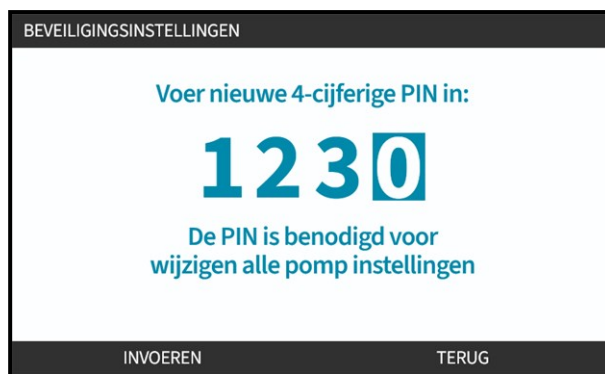 BEVEILIGINGSINSTELLINGEN
Voer nieuwe 4-cijferige PIN in:
1230
De PIN is benodigd voor
wijzigen alle pomp instellingen
INVOEREN TERUG